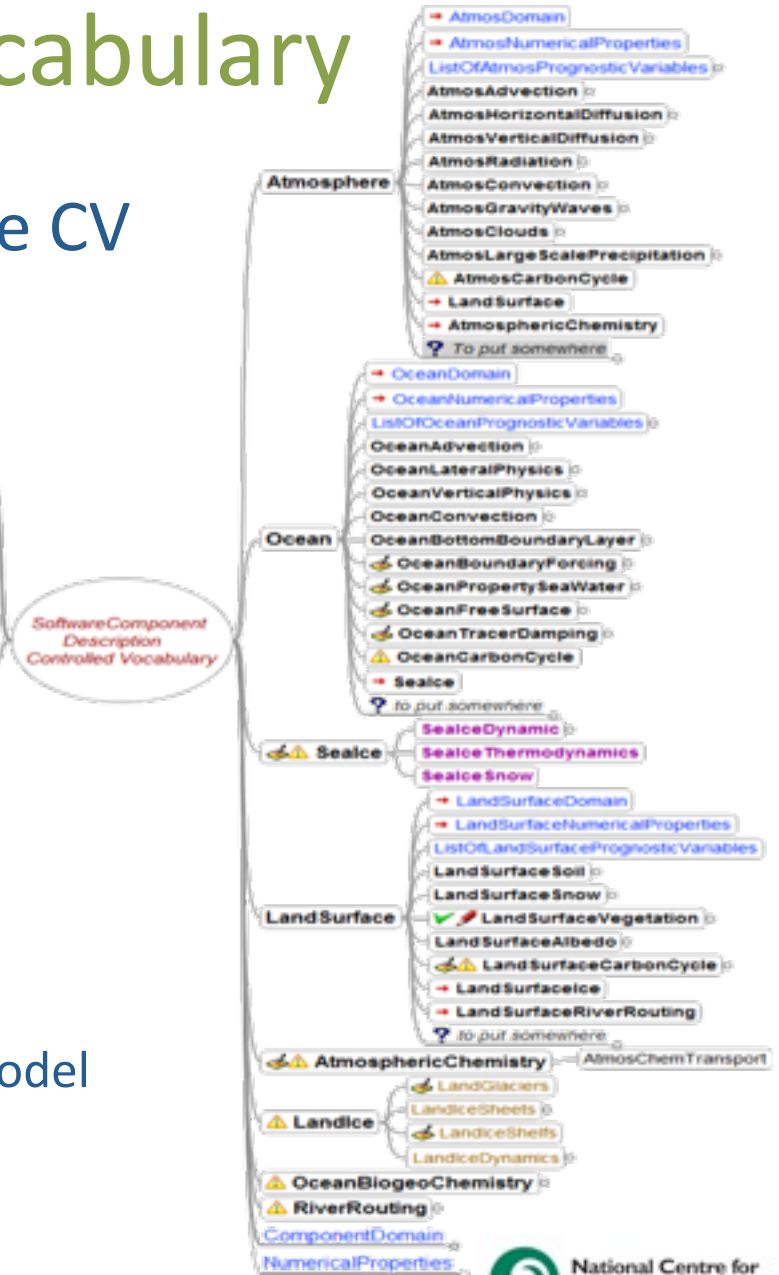 cabulary
e CV
odel
SoftwareComponent
Description
Controlled Vocabulary
Atmosphere
AtmosDomain
AtmosNumericalProperties
ListOfAtmosPrognosticVariables
AtmosAdvection
AtmosHorizontalDiffusion
AtmosVerticalDiffusion
AtmosRadiation
AtmosConvection
AtmosGravityWaves
AtmosClouds
AtmosLargeScalePrecipitation
AtmosCarbonCycle
LandSurface
AtmosphericChemistry
? To put somewhere
Ocean
OceanDomain
OceanNumericalProperties
ListOfOceanPrognosticVariables
OceanAdvection
OceanLateralPhysics
OceanVerticalPhysics
OceanConvection
OceanBottomBoundaryLayer
OceanBoundaryForcing
OceanPropertySeaWater
OceanFreeSurface
OceanTracerDamping
OceanCarbonCycle
SeaIce
? to put somewhere
SeaIce
SeaIceDynamic
SeaIceThermodynamics
SeaIceSnow
LandSurface
LandSurfaceDomain
LandSurfaceNumericalProperties
ListOfLandSurfacePrognosticVariables
LandSurfaceSoil
LandSurfaceSnow
LandSurfaceVegetation
LandSurfaceAlbedo
LandSurfaceCarbonCycle
LandSurfaceIce
LandSurfaceRiverRouting
? to put somewhere
AtmosphericChemistry
AtmosChemTransport
LandIce
LandGlaciers
LandIceSheets
LandIceShelfs
LandIceDynamics
OceanBiogeoChemistry
RiverRouting
ComponentDomain
NumericalProperties
National Centre for